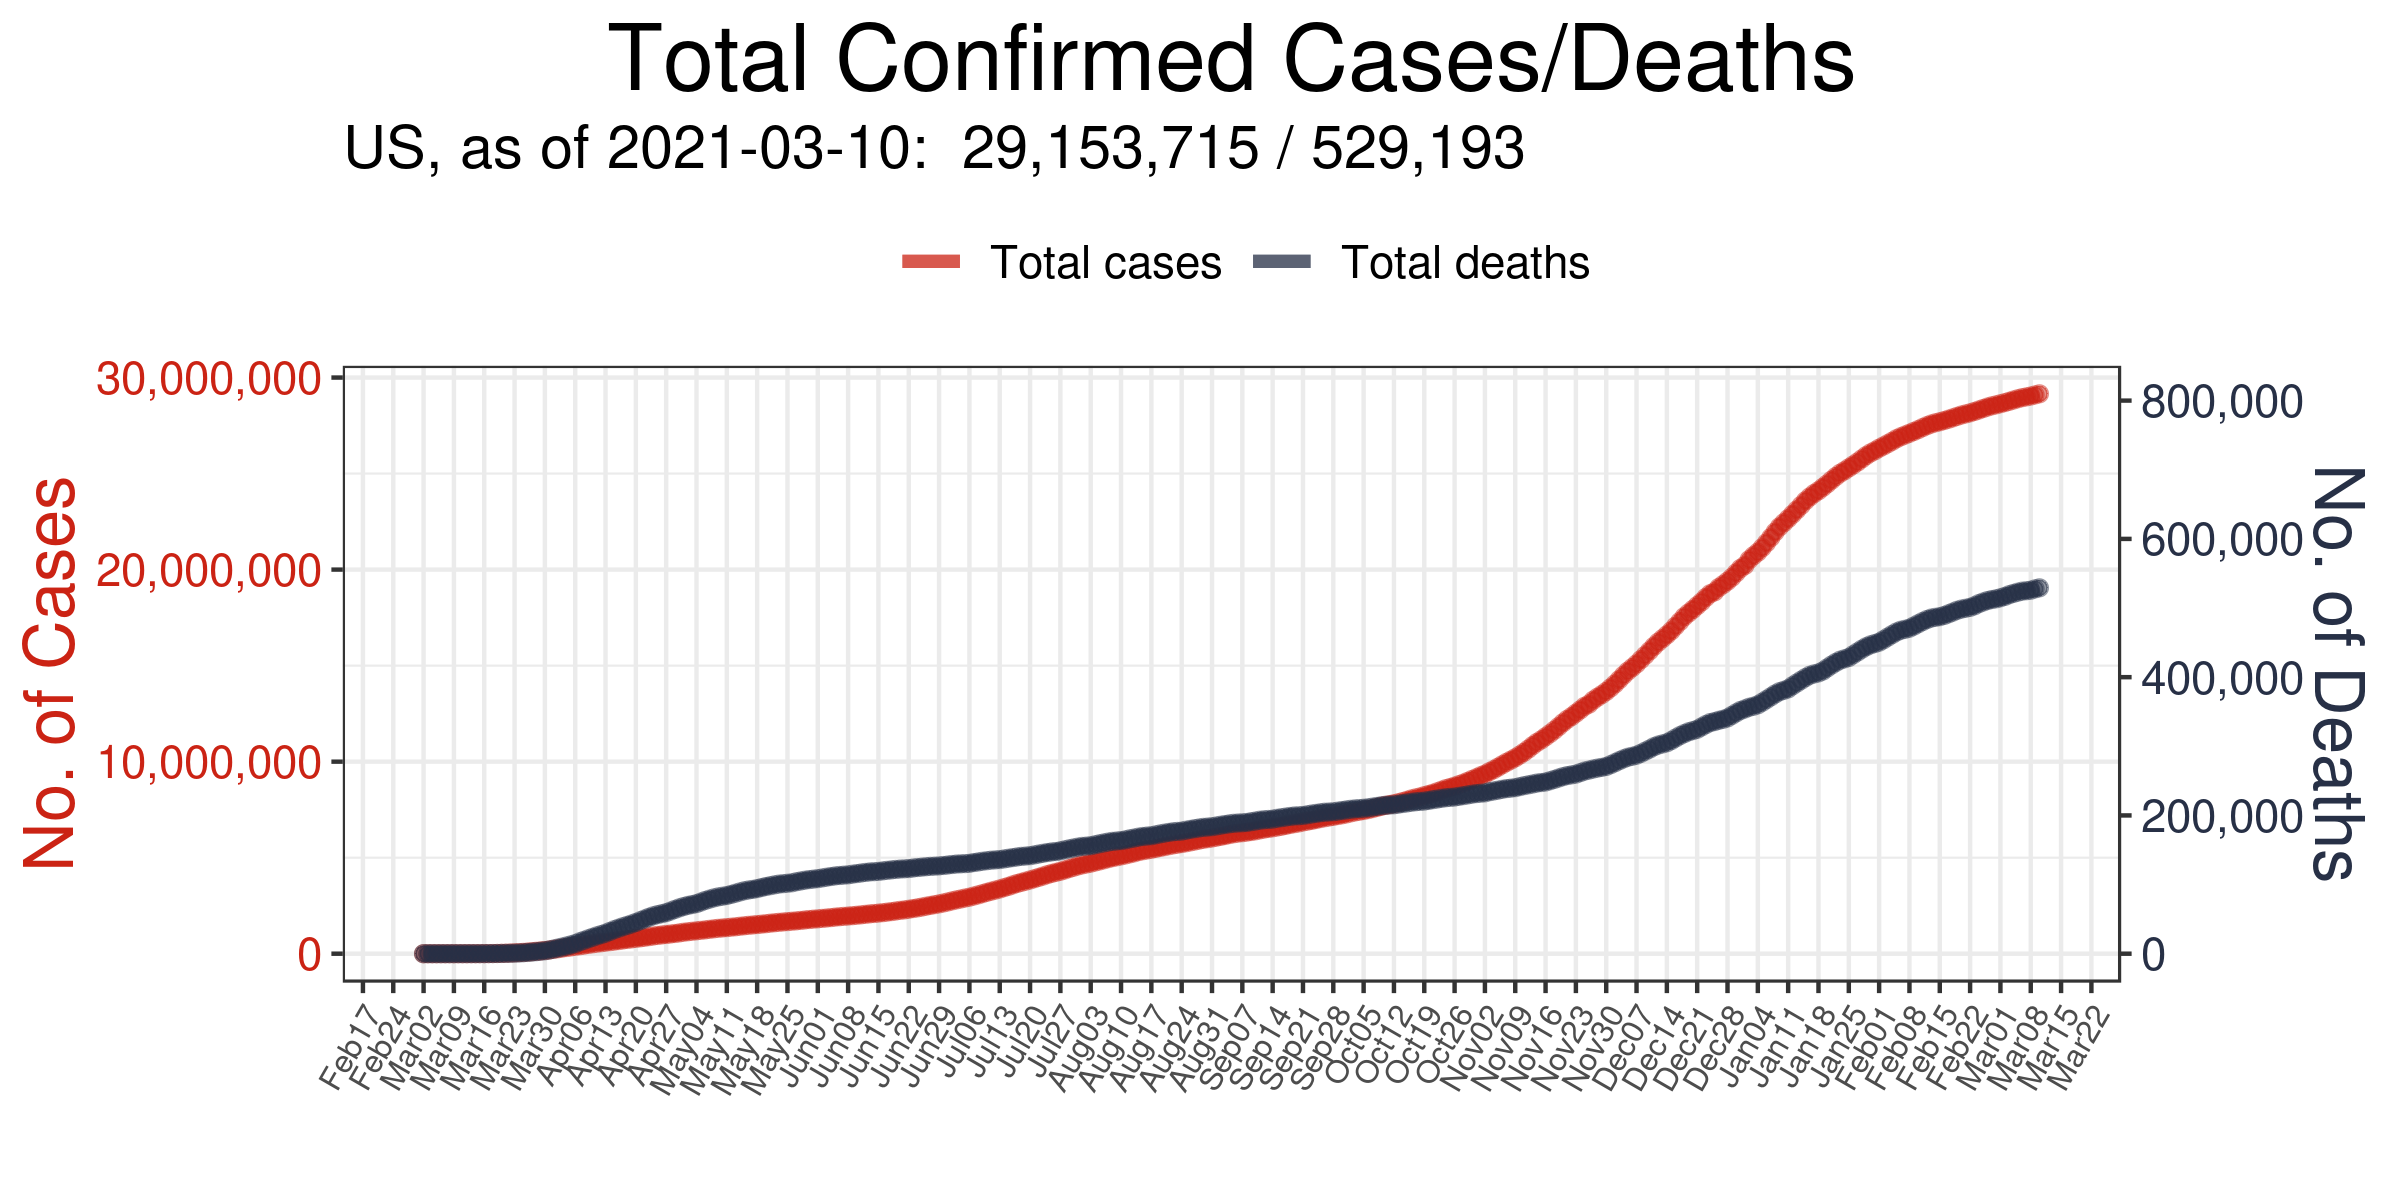 Total Confirmed Cases/Deaths
US, as of 2021-03-10:  29,153,715 / 529,193
Total cases
Total deaths
No. of Cases
30,000,000
20,000,000
10,000,000
0
800,000
600,000
400,000
200,000
0
No. of Deaths
Feb17
Feb24
Mar02
Mar09
Mar16
Mar23
Mar30
Apr06
Apr13
Apr20
Apr27
May04
May11
May18
May25
Jun01
Jun08
Jun15
Jun22
Jun29
Jul06
Jul13
Jul20
Jul27
Aug03
Aug10
Aug17
Aug24
Aug31
Sep07
Sep14
Sep21
Sep28
Oct05
Oct12
Oct19
Oct26
Nov02
Nov09
Nov16
Nov23
Nov30
Dec07
Dec14
Dec21
Dec28
Jan04
Jan11
Jan18
Jan25
Feb01
Feb08
Feb15
Feb22
Mar01
Mar08
Mar15
Mar22